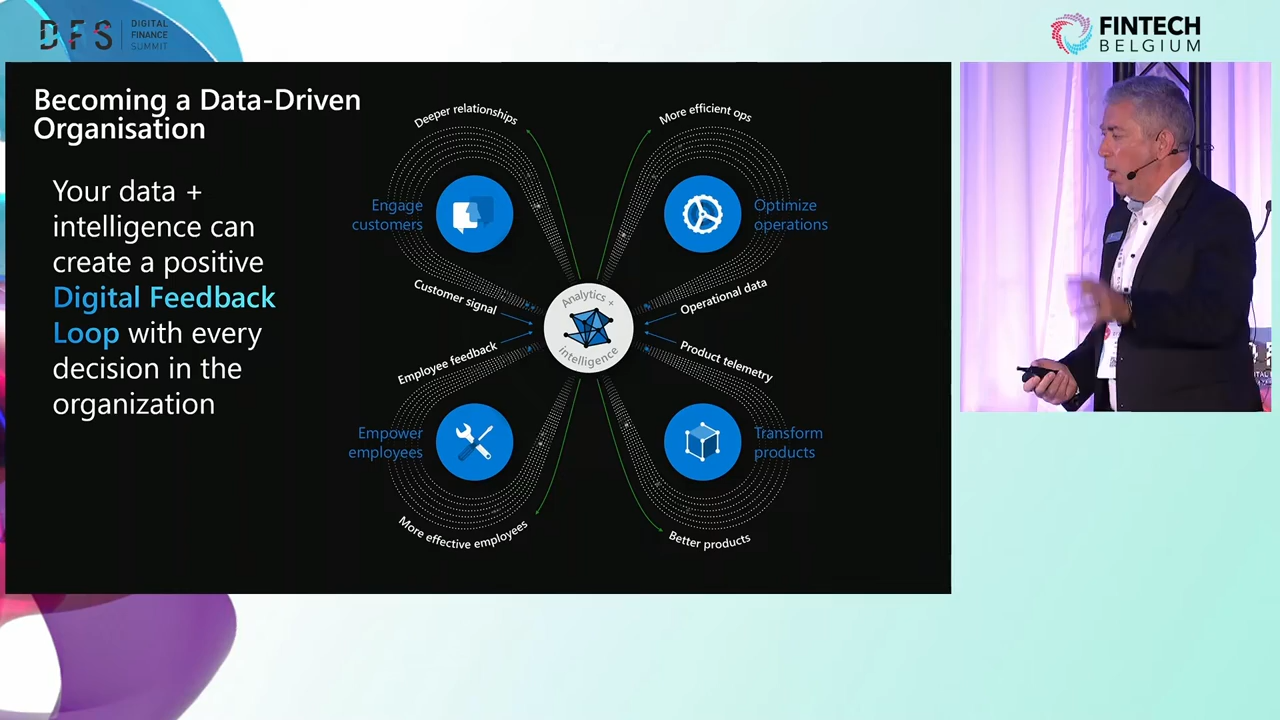 DFS
DIGITAL
FINANCE
SUMMIT
FINTECH
BELGIUM
Becoming a Data-Driven
Organisation
Your data +
intelligence can
create a positive
Digital Feedback
Loop with every
decision in the
organization
Deeper relationships
More efficient ops
Engage
customers
Optimize
operations
Customer signal
Operational data
Analytics +
intelligence
Employee feedback
Product telemetry
Empower
employees
Transform
products
More effective employees
Better products